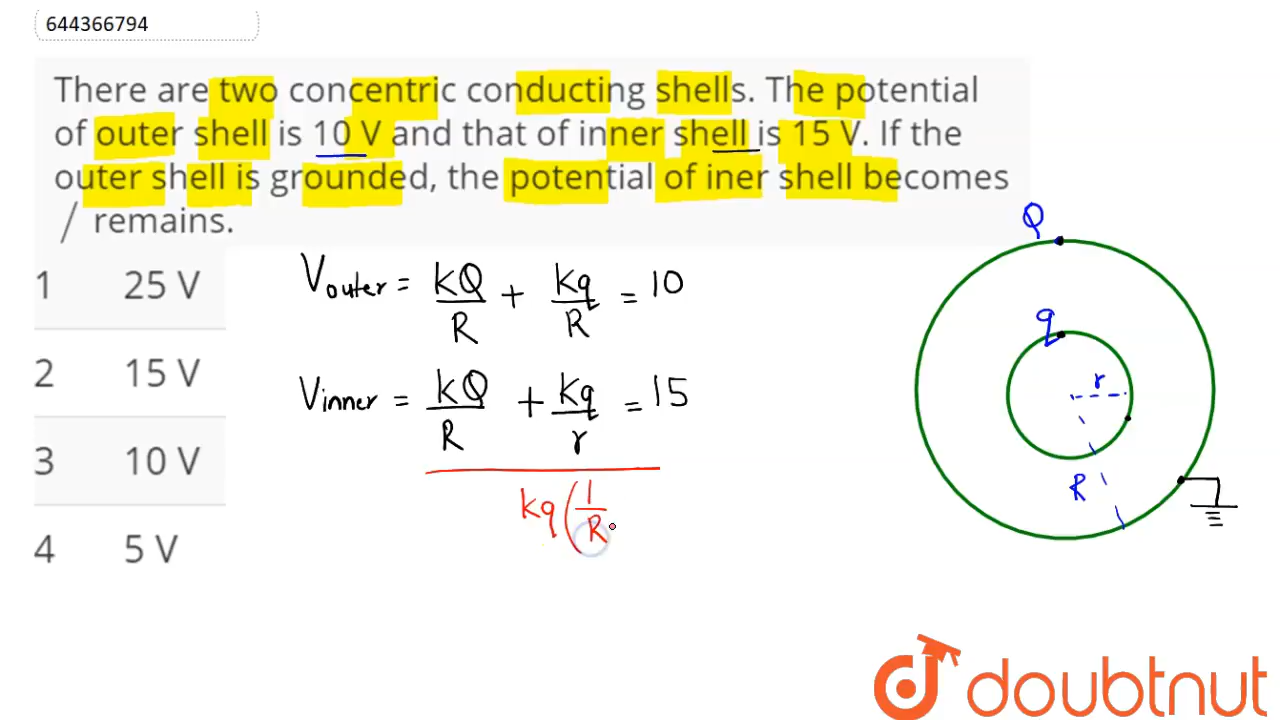 644366794
There are two concentric conducting shells. The potential
of outer shell is 10 V and that of inner shell is 15 V. If the
outer shell is grounded, the potential of iner shell becomes
/ remains.
1 25 V
2 15 V
3 10 V
4 5 V
Vouter = kQ/R + kq/R = 10
Vinner = kQ/R + kq/r = 15
kq(1/R
Q
q
r
R
doubtnut